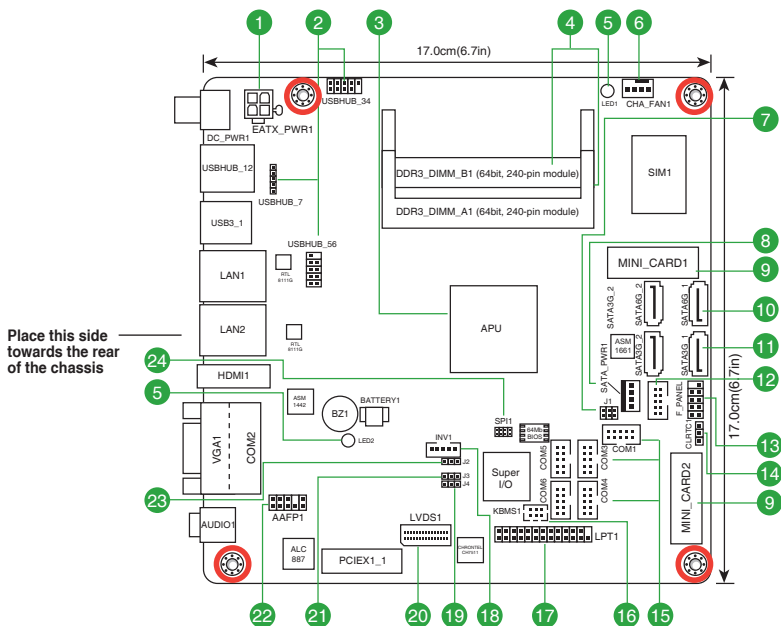 1 2 3 4 5 6
17.0cm(6.7in)
DC_PWR1
EATX_PWR1
USBHUB_34
LED1
CHA_FAN1
7
USBHUB_12
USBHUB_7
DDR3_DIMM_B1 (64bit, 240-pin module)
DDR3_DIMM_A1 (64bit, 240-pin module)
SIM1
USB3_1
USBHUB_56
8
LAN1
RTL
8111G
MINI_CARD1
9
SATA3G_2
SATA6G_2
SATA6G_1
10
LAN2
RTL
8111G
APU
SATA_PWR1
ASM
1661
SATA3G_2
SATA3G_1
11
Place this side
towards the rear
of the chassis
24
HDMI1
12
5
ASM
1442
BZ1
BATTERY1
LED2
SPI1
64Mb
BIOS
J1
F_PANEL
17.0cm(6.7in)
13
VGA1
COM2
INV1
J2
COM5
COM3
COM1
CLRTC1
14
23
Super
I/O
J3
J4
COM6
COM4
MINI_CARD2
9
AAFP1
KBMS1
AUDIO1
LVDS1
LPT1
ALC
887
PCIEX1_1
CHRONTEL
CH7511
22 21 20 19 18 17 16 15